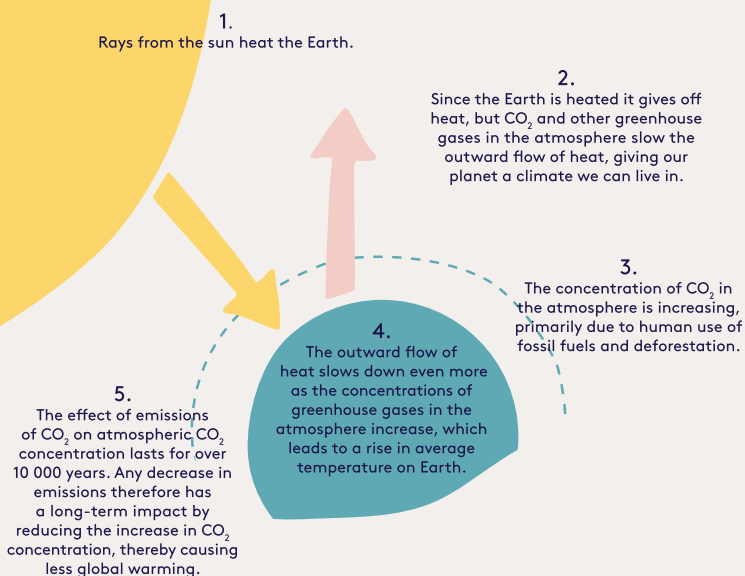 1.
Rays from the sun heat the Earth.
2.
Since the Earth is heated it gives off
heat, but CO₂ and other greenhouse
gases in the atmosphere slow the
outward flow of heat, giving our
planet a climate we can live in.
3.
The concentration of CO₂ in
the atmosphere is increasing,
primarily due to human use of
fossil fuels and deforestation.
4.
The outward flow of
heat slows down even more
as the concentrations of
greenhouse gases in the
atmosphere increase, which
leads to a rise in average
temperature on Earth.
5.
The effect of emissions
of CO₂ on atmospheric CO₂
concentration lasts for over
10 000 years. Any decrease in
emissions therefore has
a long-term impact by
reducing the increase in CO₂
concentration, thereby causing
less global warming.